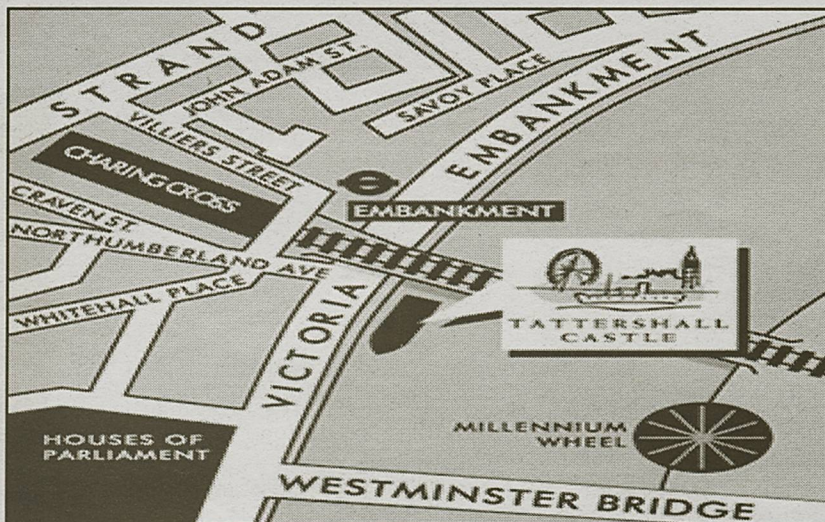 STRAND
JOHN ADAM ST.
SAVOY PLACE
EMBANKMENT
VILLIERS STREET
CHARING CROSS
CRAVEN ST.
EMBANKMENT
NORTHUMBERLAND AVE
WHITEHALL PLACE
VICTORIA
TATTERSHALL
CASTLE
MILLENNIUM
WHEEL
HOUSES OF
PARLIAMENT
WESTMINSTER BRIDGE